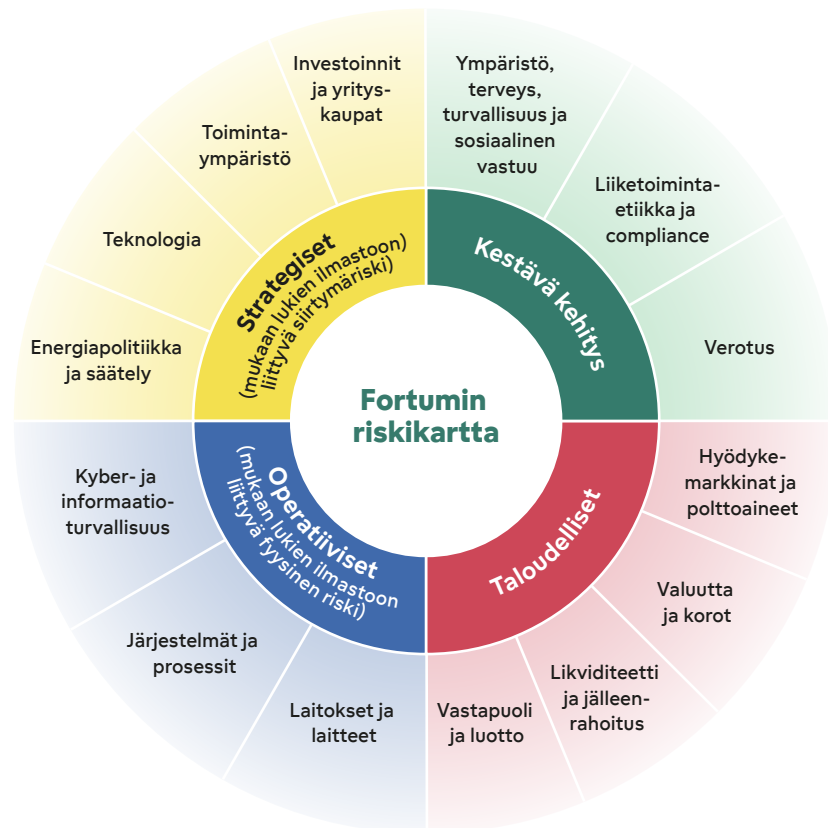 Investoinnit
ja yritys-
kaupat
Ympäristö,
terveys,
turvallisuus ja
sosiaalinen
vastuu
Toiminta-
ympäristö
Liiketoiminta-
etiikka ja
compliance
Teknologia
Verotus
Energiapolitiikka
ja säätely
Strategiset
(mukaan lukien ilmastoon)
liittyvä siirtymäriski)
Kestävä kehitys
Fortumin
riskikartta
Operatiiviset
(mukaan lukien ilmastoon
liittyvä fyysinen riski)
Taloudelliset
Hyödyke-
markkinat ja
polttoaineet
Kyber- ja
informaatio-
turvallisuus
Valuutta
ja korot
Järjestelmät ja
prosessit
Likviditeetti
ja jälleen-
rahoitus
Laitokset ja
laitteet
Vastapuoli
ja luotto